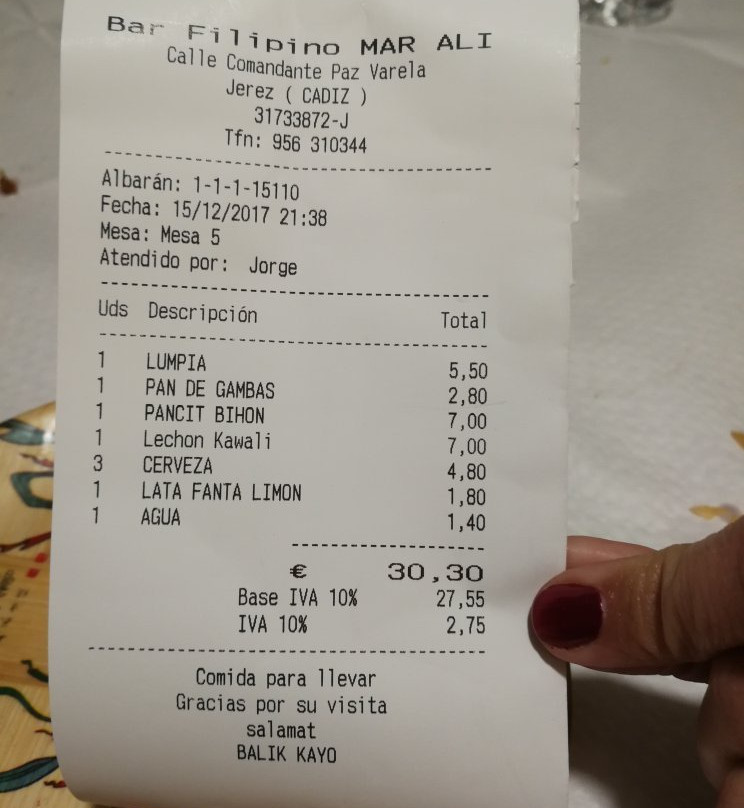 Bar Filipino MAR ALI
Calle Comandante Paz Varela
Jerez ( CADIZ )
31733872-J
Tfn: 956 310344
Albarán: 1-1-1-15110
Fecha: 15/12/2017 21:38
Mesa: Mesa 5
Atendido por: Jorge
Uds Descripción Total
1 LUMPIA 5,50
1 PAN DE GAMBAS 2,80
1 PANCIT BIHON 7,00
1 Lechon Kawali 7,00
3 CERVEZA 4,80
1 LATA FANTA LIMON 1,80
1 AGUA 1,40
€ 30,30
Base IVA 10% 27,55
IVA 10% 2,75
Comida para llevar
Gracias por su visita
salamat
BALIK KAYO